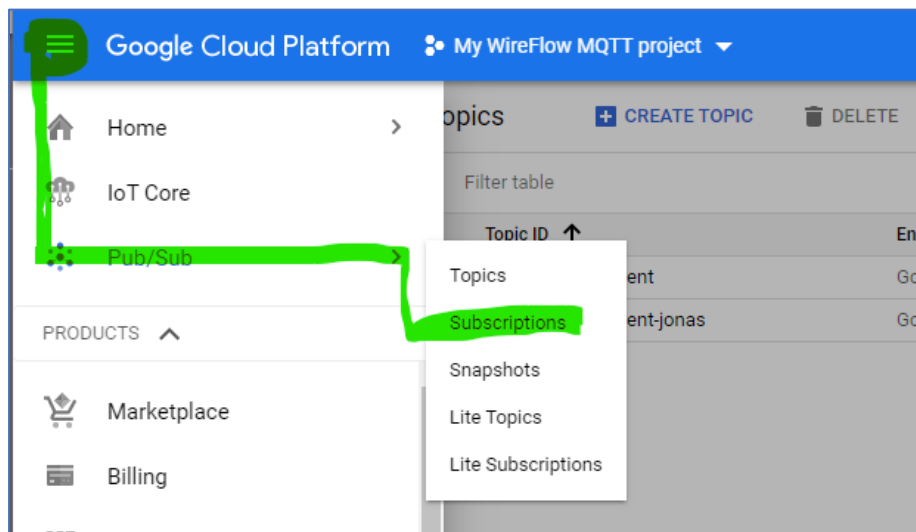 Google Cloud Platform My WireFlow MQTT project
opics CREATE TOPIC DELETE
Home
Filter table
IoT Core
Topic ID En
Pub/Sub
Topics
ent Go
Subscriptions
ent-jonas Go
PRODUCTS
Snapshots
Marketplace
Lite Topics
Billing
Lite Subscriptions